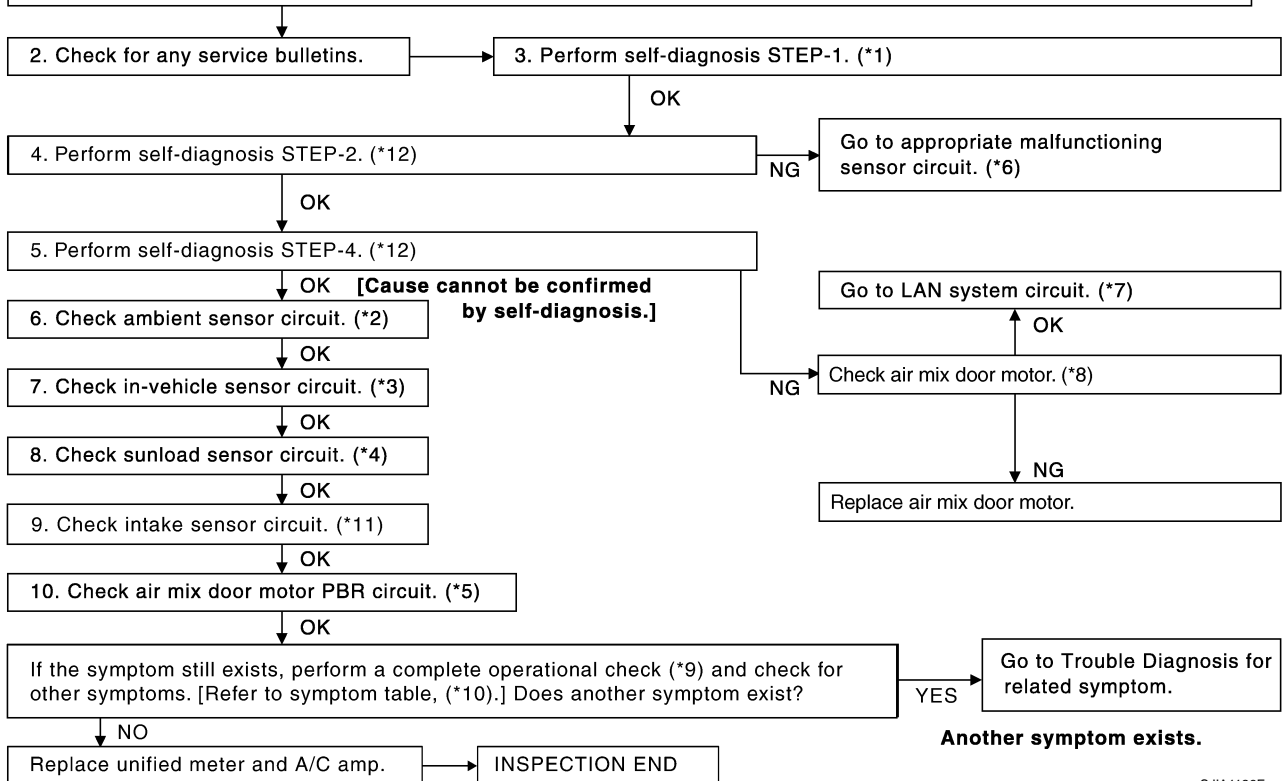 2. Check for any service bulletins.
3. Perform self-diagnosis STEP-1. (*1)
OK
4. Perform self-diagnosis STEP-2. (*12)
NG
Go to appropriate malfunctioning
sensor circuit. (*6)
OK
5. Perform self-diagnosis STEP-4. (*12)
OK
[Cause cannot be confirmed
by self-diagnosis.]
Go to LAN system circuit. (*7)
OK
NG
Check air mix door motor. (*8)
NG
Replace air mix door motor.
6. Check ambient sensor circuit. (*2)
OK
7. Check in-vehicle sensor circuit. (*3)
OK
8. Check sunload sensor circuit. (*4)
OK
9. Check intake sensor circuit. (*11)
OK
10. Check air mix door motor PBR circuit. (*5)
OK
If the symptom still exists, perform a complete operational check (*9) and check for
other symptoms. [Refer to symptom table, (*10).] Does another symptom exist?
YES
Go to Trouble Diagnosis for
related symptom.
Another symptom exists.
NO
Replace unified meter and A/C amp.
INSPECTION END